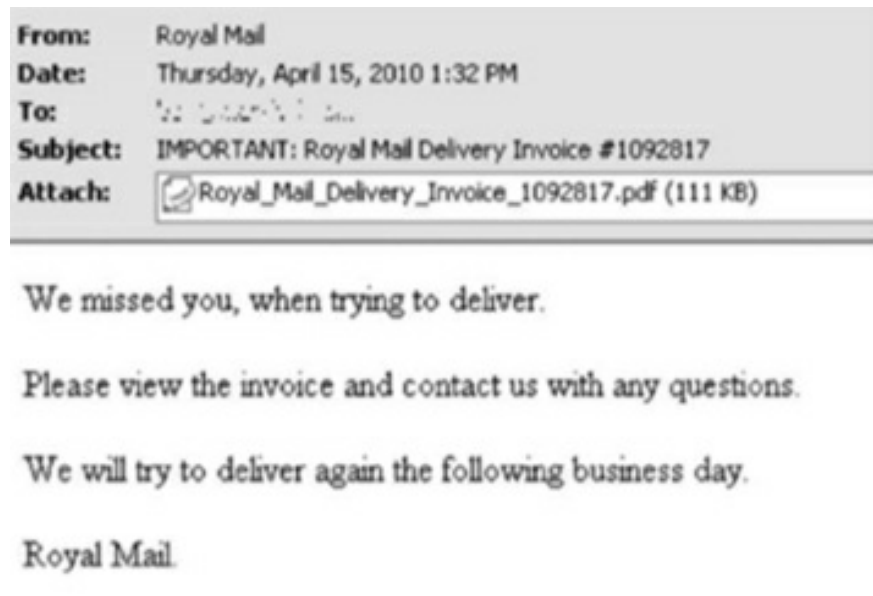 From: Royal Mail
Date: Thursday, April 15, 2010 1:32 PM
To:
Subject: IMPORTANT: Royal Mail Delivery Invoice #1092817
Attach: Royal_Mail_Delivery_Invoice_1092817.pdf (111 KB)
We missed you, when trying to deliver.
Please view the invoice and contact us with any questions.
We will try to deliver again the following business day.
Royal Mail.